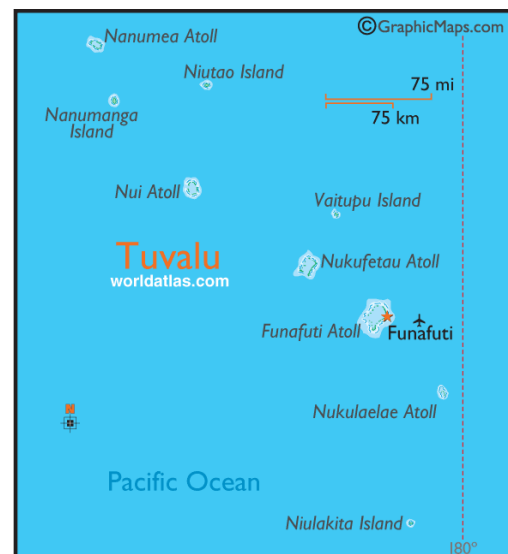 ©GraphicMaps.com
Nanumea Atoll
Niutao Island
75 mi
75 km
Nanumanga
Island
Nui Atoll
Vaitupu Island
Tuvalu
worldatlas.com
Nukufetau Atoll
Funafuti Atoll
Funafuti
Nukulaelae Atoll
Pacific Ocean
Niulakita Island
180°